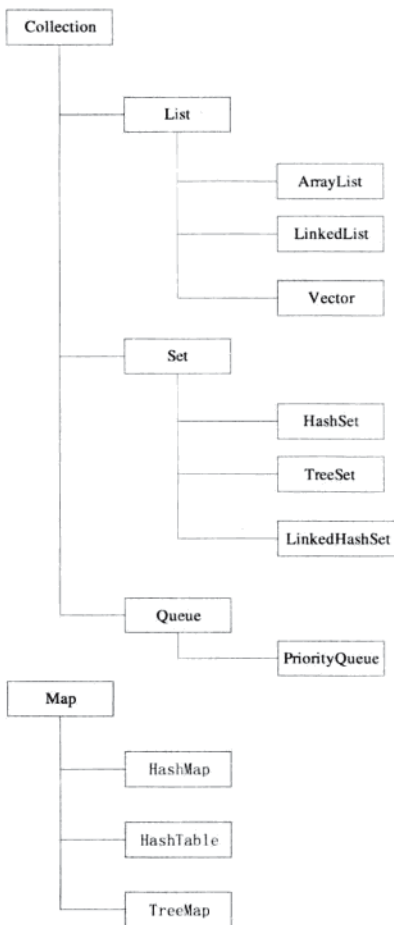 Collection
List
ArrayList
LinkedList
Vector
Set
HashSet
TreeSet
LinkedHashSet
Queue
PriorityQueue
Map
HashMap
HashTable
TreeMap